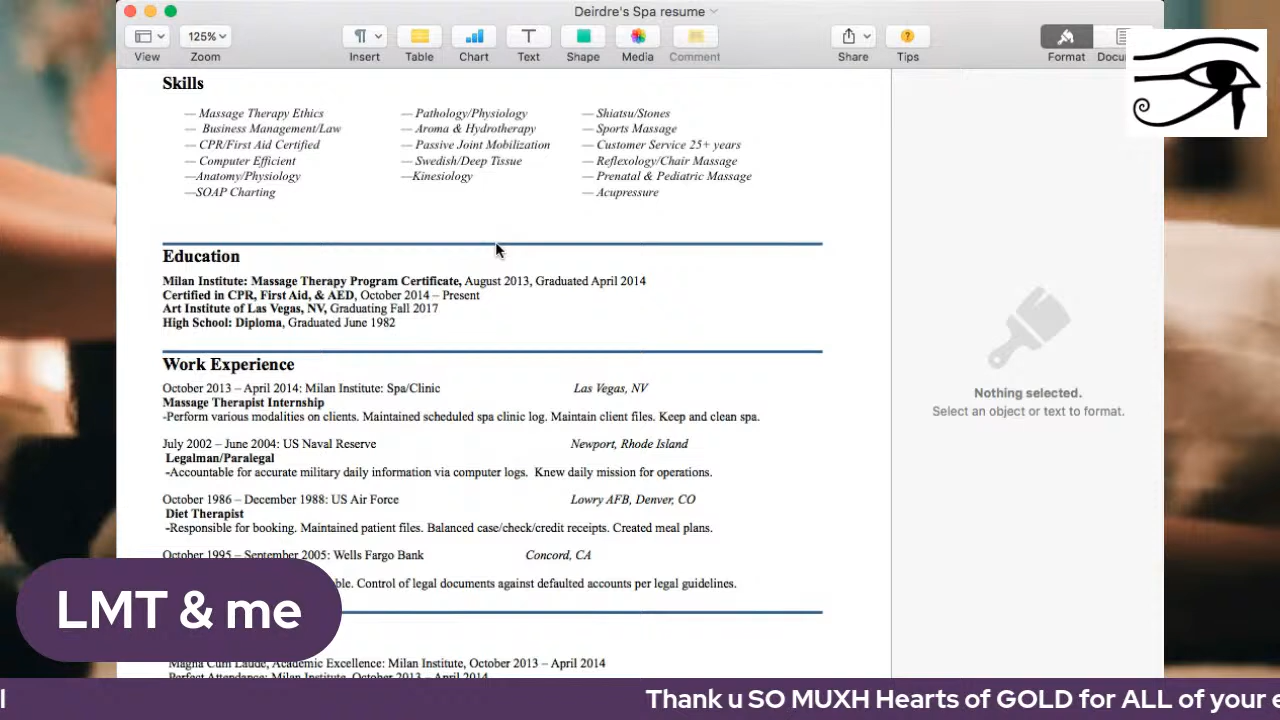 Deirdre's Spa resume
125%
View
Zoom
Insert
Table
Chart
Text
Shape
Media
Comment
Share
Tips
Format
Skills
— Massage Therapy Ethics
— Pathology/Physiology
— Shiatsu/Stones
— Business Management/Law
— Aroma & Hydrotherapy
— Sports Massage
— CPR/First Aid Certified
— Passive Joint Mobilization
— Customer Service 25+ years
— Computer Efficient
— Swedish/Deep Tissue
— Reflexology/Chair Massage
—Anatomy/Physiology
—Kinesiology
— Prenatal & Pediatric Massage
—SOAP Charting
— Acupressure
Education
Milan Institute: Massage Therapy Program Certificate, August 2013, Graduated April 2014
Certified in CPR, First Aid, & AED, October 2014 – Present
Art Institute of Las Vegas, NV, Graduating Fall 2017
High School: Diploma, Graduated June 1982
Work Experience
October 2013 – April 2014: Milan Institute: Spa/Clinic Las Vegas, NV
Massage Therapist Internship
-Perform various modalities on clients. Maintained scheduled spa clinic log. Maintain client files. Keep and clean spa.
July 2002 – June 2004: US Naval Reserve Newport, Rhode Island
Legalman/Paralegal
-Accountable for accurate military daily information via computer logs. Knew daily mission for operations.
October 1986 – December 1988: US Air Force Lowry AFB, Denver, CO
Diet Therapist
-Responsible for booking. Maintained patient files. Balanced case/check/credit receipts. Created meal plans.
October 1995 – September 2005: Wells Fargo Bank Concord, CA
Control of legal documents against defaulted accounts per legal guidelines.
Magna Cum Laude, Academic Excellence: Milan Institute, October 2013 – April 2014
Perfect Attendance: Milan Institute, October 2013 – April 2014
Nothing selected.
Select an object or text to format.
LMT & me
Thank u SO MUXH Hearts of GOLD for ALL of your